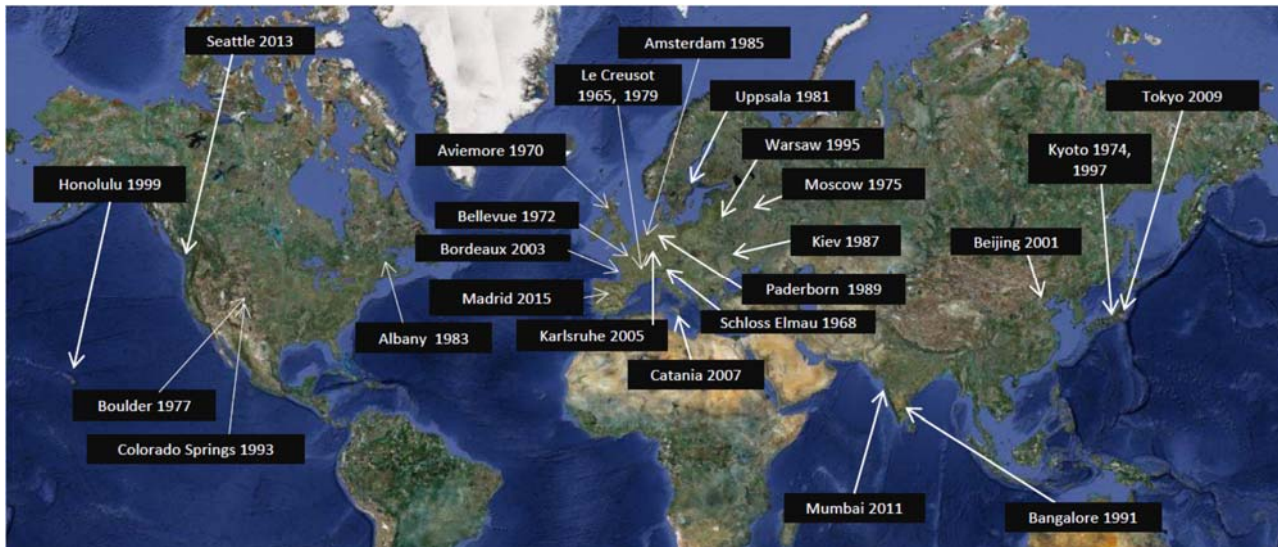 Seattle 2013
Amsterdam 1985
Le Creusot
1965, 1979
Uppsala 1981
Tokyo 2009
Aviemore 1970
Warsaw 1995
Kyoto 1974,
1997
Honolulu 1999
Moscow 1975
Bellevue 1972
Bordeaux 2003
Kiev 1987
Beijing 2001
Madrid 2015
Paderborn 1989
Albany 1983
Karlsruhe 2005
Schloss Elmau 1968
Catania 2007
Boulder 1977
Colorado Springs 1993
Mumbai 2011
Bangalore 1991